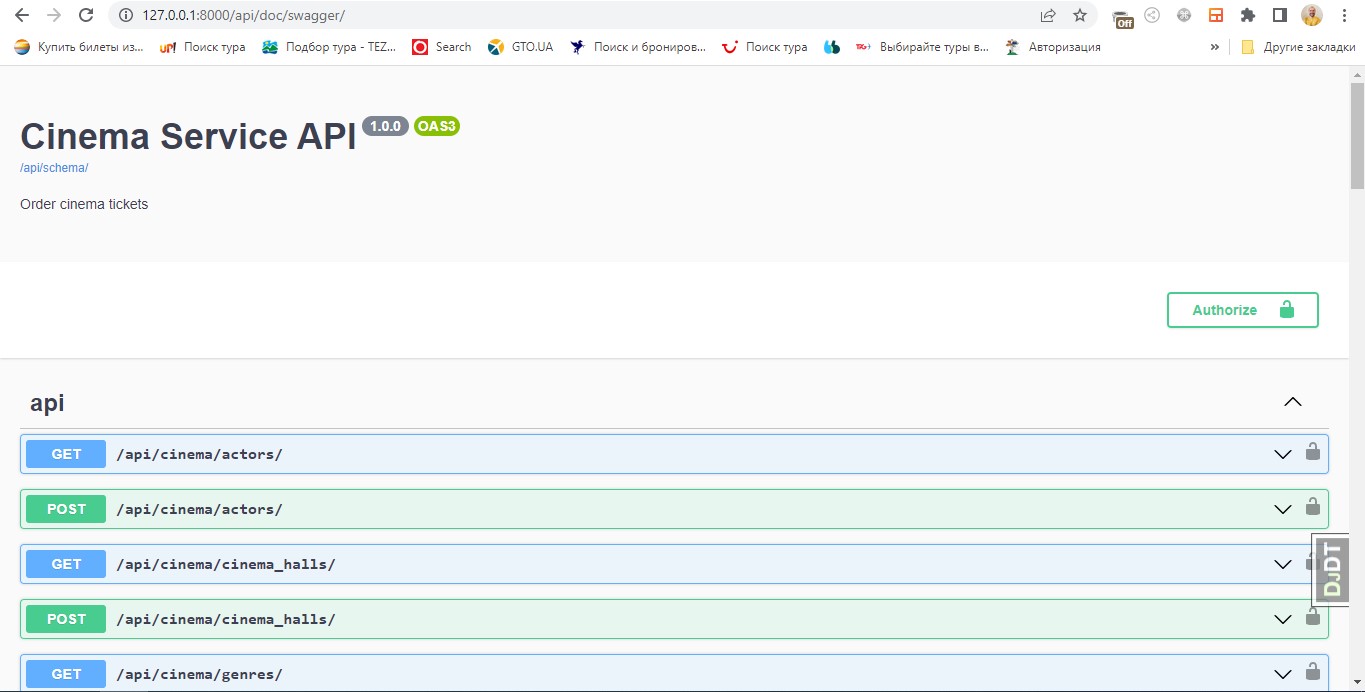 127.0.0.1:8000/api/doc/swagger/
Off
Купить билеты из... Поиск тура Подбор тура - TEZ... Search GTO.UA Поиск и брониров... Поиск тура Выбирайте туры в... Авторизация » Другие закладки
Cinema Service API 1.0.0 OAS3
/api/schema/
Order cinema tickets
Authorize
api
GET /api/cinema/actors/
POST /api/cinema/actors/
GET /api/cinema/cinema_halls/
DJDT
POST /api/cinema/cinema_halls/
GET /api/cinema/genres/